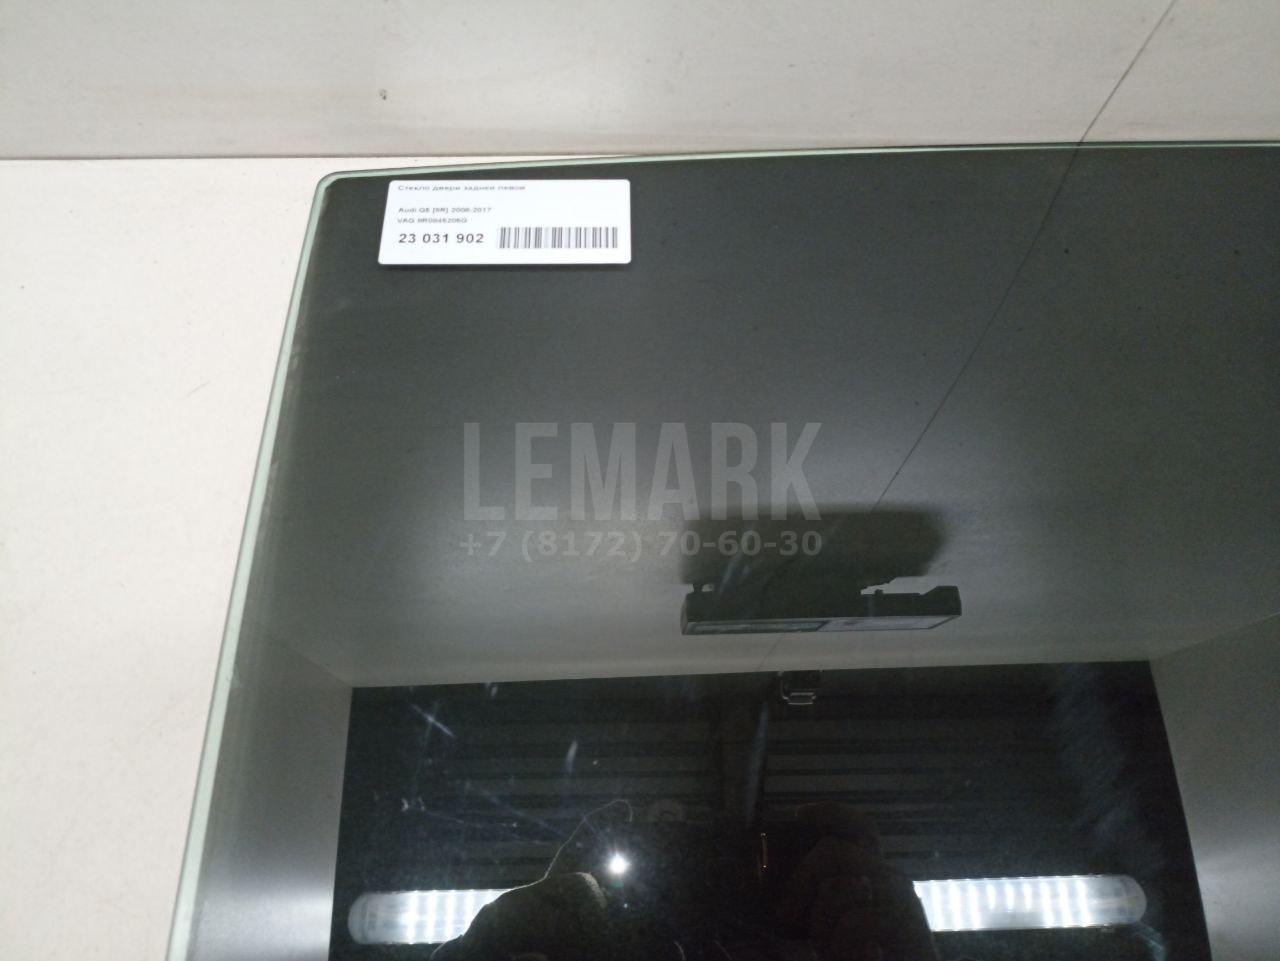 Стекло двери задней левой
Audi Q5 [8R] 2008-2017
VAG 8R0845205G
23 031 902
LEMARK
+7 (8172) 70-60-30